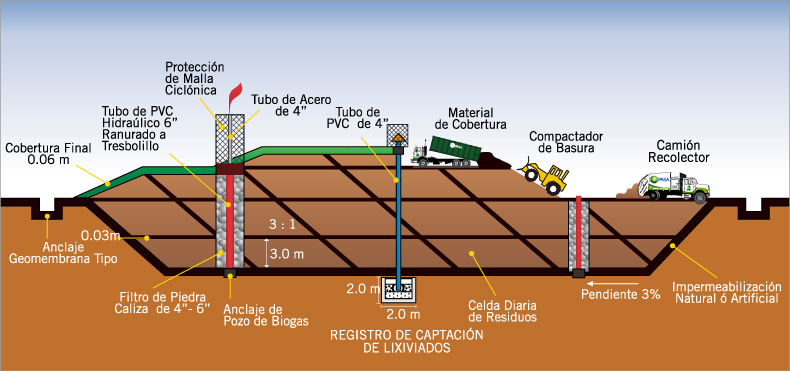 Protección
de Malla
Ciclónica
Tubo de PVC
Hidraúlico 6”
Ranurado a
Tresbolillo
Tubo de Acero
de 4”
Tubo de
PVC de 4”
Material
de Cobertura
Compactador
de Basura
Camión
Recolector
Cobertura Final
0.06 m
PASA
0.03m
3 : 1
3.0 m
Anclaje
Geomembrana Tipo
Filtro de Piedra
Caliza de 4”- 6”
Anclaje de
Pozo de Biogas
2.0 m
2.0 m
REGISTRO DE CAPTACIÓN
DE LIXIVIADOS
Celda Diaria
de Residuos
Pendiente 3%
Impermeabilización
Natural ó Artificial